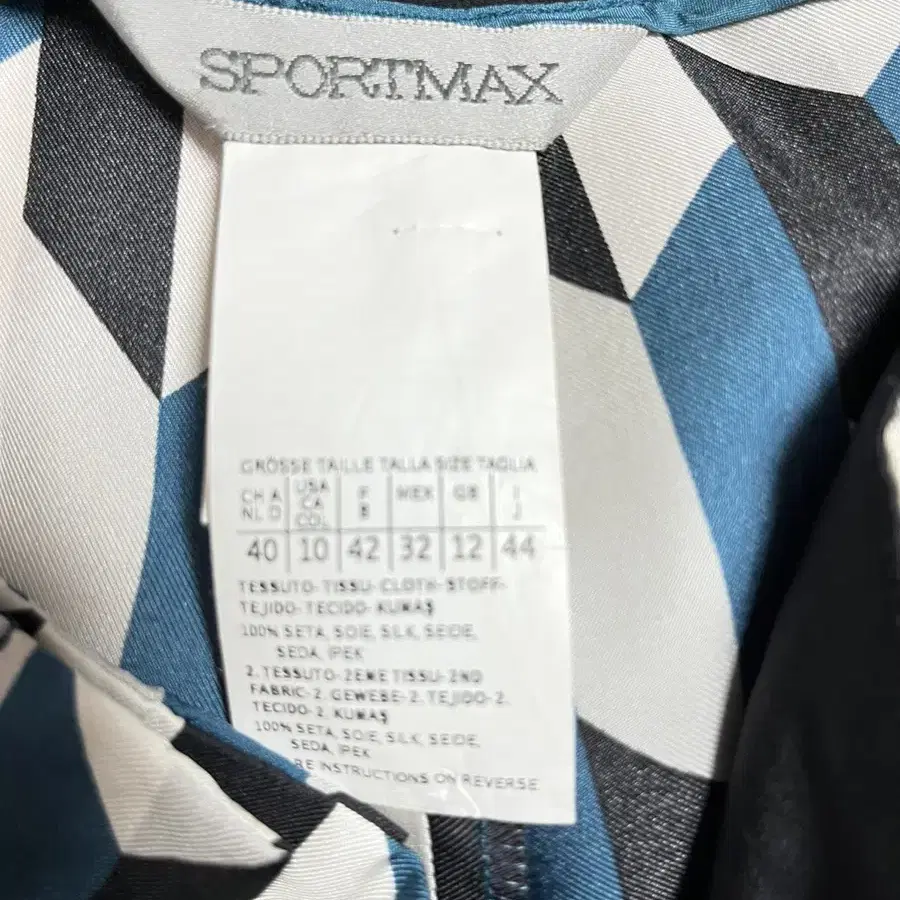 SPORTMAX
GRÖSSE TAILLE TALLA SIZE TAGLIA
CH A USA F MEX GB I
NL D CA B J
COL
40 10 42 32 12 44
TESSUTO-TISSU-CLOTH-STOFF-
TEJIDO-TECIDO-KUMAŞ
100% SETA, SOIE, SILK, SEIDE,
SEDA, IPEK
2. TESSUTO-2EME TISSU-2ND
FABRIC-2. GEWEBE-2. TEJIDO-2.
TECIDO-2. KUMAŞ
100% SETA, SOIE, SILK, SEIDE,
SEDA, IPEK
RE INSTRUCTIONS ON REVERSE